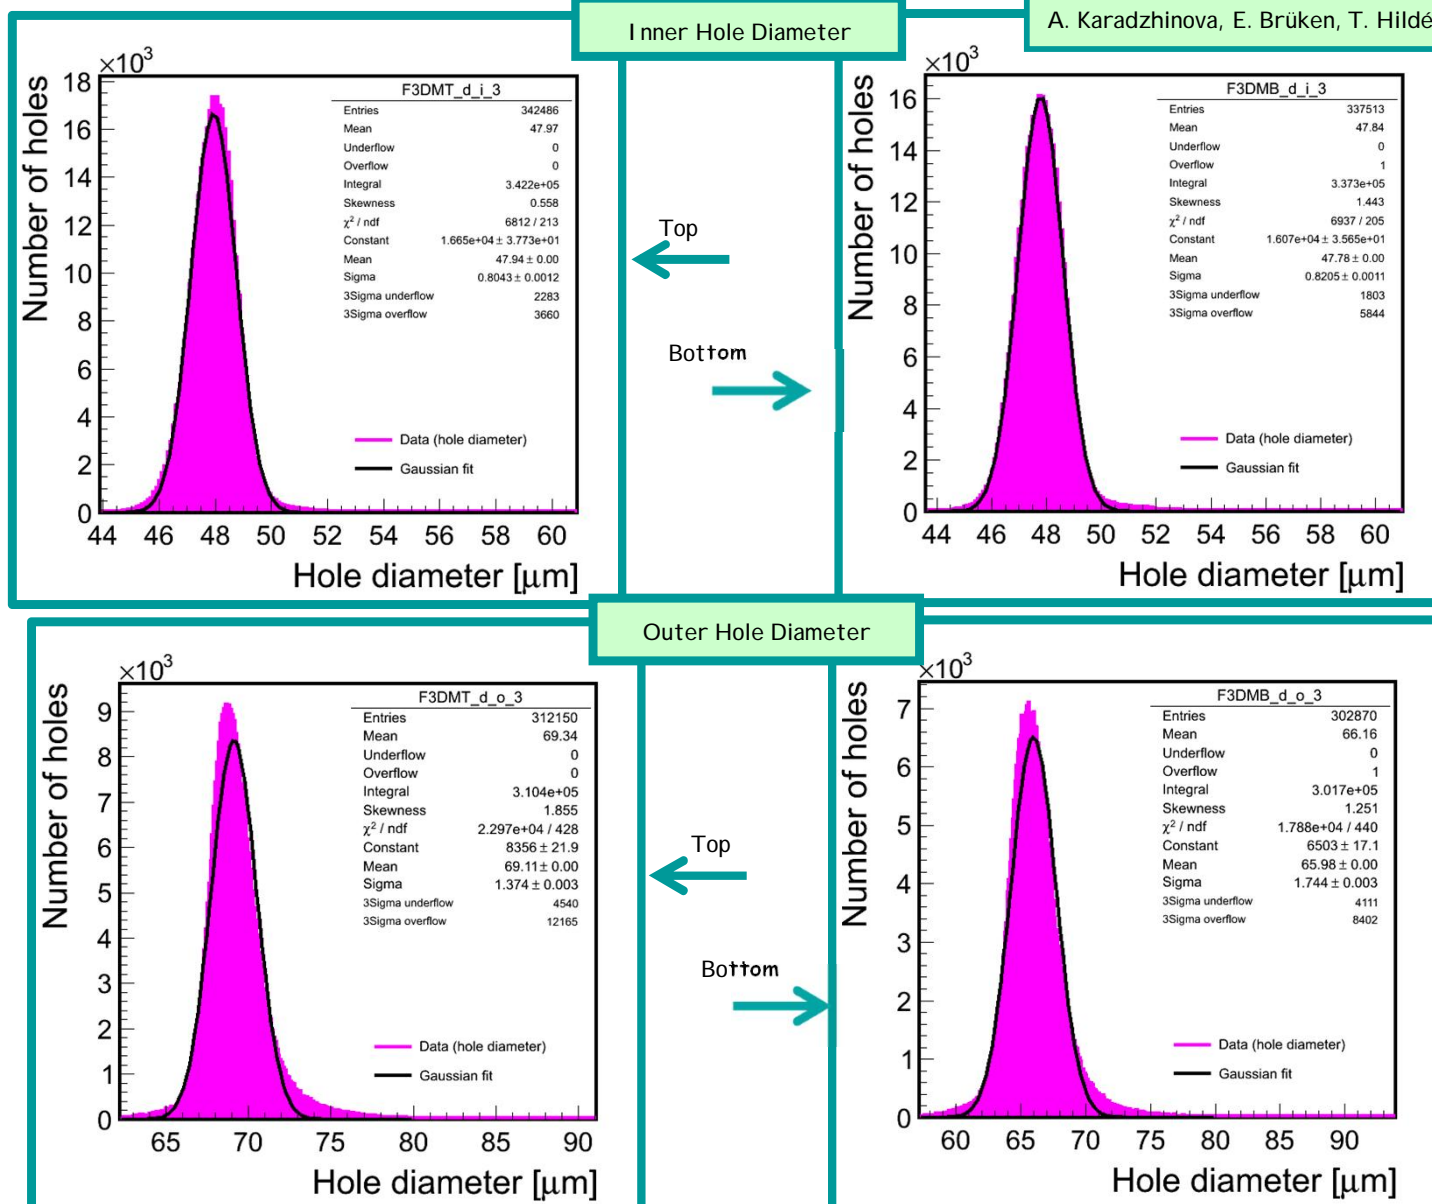 Inner Hole Diameter
A. Karadzhinova, E. Brüken, T. Hildé
×10³
Number of holes
18
16
14
12
10
8
6
4
2
0
F3DMT_d_i_3
Entries 342486
Mean 47.97
Underflow 0
Overflow 0
Integral 3.422e+05
Skewness 0.558
χ² / ndf 6812 / 213
Constant 1.665e+04 ± 3.773e+01
Mean 47.94 ± 0.00
Sigma 0.8043 ± 0.0012
3Sigma underflow 2283
3Sigma overflow 3660
Data (hole diameter)
Gaussian fit
44 46 48 50 52 54 56 58 60
Hole diameter [μm]
Top
Bottom
×10³
Number of holes
16
14
12
10
8
6
4
2
0
F3DMB_d_i_3
Entries 337513
Mean 47.84
Underflow 0
Overflow 1
Integral 3.373e+05
Skewness 1.443
χ² / ndf 6937 / 205
Constant 1.607e+04 ± 3.565e+01
Mean 47.78 ± 0.00
Sigma 0.8205 ± 0.0011
3Sigma underflow 1803
3Sigma overflow 5844
Data (hole diameter)
Gaussian fit
44 46 48 50 52 54 56 58 60
Hole diameter [μm]
Outer Hole Diameter
×10³
Number of holes
9
8
7
6
5
4
3
2
1
0
F3DMT_d_o_3
Entries 312150
Mean 69.34
Underflow 0
Overflow 0
Integral 3.104e+05
Skewness 1.855
χ² / ndf 2.297e+04 / 428
Constant 8356 ± 21.9
Mean 69.11 ± 0.00
Sigma 1.374 ± 0.003
3Sigma underflow 4540
3Sigma overflow 12165
Data (hole diameter)
Gaussian fit
65 70 75 80 85 90
Hole diameter [μm]
Top
Bottom
×10³
Number of holes
7
6
5
4
3
2
1
0
F3DMB_d_o_3
Entries 302870
Mean 66.16
Underflow 0
Overflow 1
Integral 3.017e+05
Skewness 1.251
χ² / ndf 1.788e+04 / 440
Constant 6503 ± 17.1
Mean 65.98 ± 0.00
Sigma 1.744 ± 0.003
3Sigma underflow 4111
3Sigma overflow 8402
Data (hole diameter)
Gaussian fit
60 65 70 75 80 85 90
Hole diameter [μm]